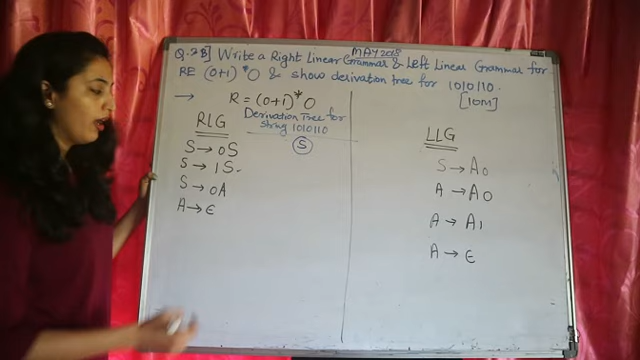 MAY 2018
Q.2B] Write a Right Linear Grammar & Left Linear Grammar for
RE (0+1)*0 & show derivation tree for 1010110.
[10M]
→ R = (0+1)*0
RLG
Derivation Tree for
String 1010110
S
S → 0S
S → 1S
S → 0A
A → ε
LLG
S → A0
A → A0
A → A1
A → ε